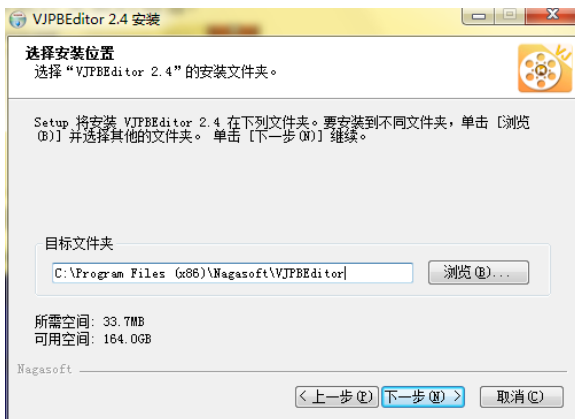 VJPBEditor 2.4 安装
选择安装位置
选择“VJPBEditor 2.4”的安装文件夹。
Setup 将安装 VJPBEditor 2.4 在下列文件夹。要安装到不同文件夹，单击 [浏览
(B)] 并选择其他的文件夹。 单击 [下一步(N)] 继续。
目标文件夹
C:\Program Files (x86)\Nagasoft\VJPBEditor
浏览(B)...
所需空间: 33.7MB
可用空间: 164.0GB
Nagasoft
< 上一步(P) 下一步(N) > 取消(C)